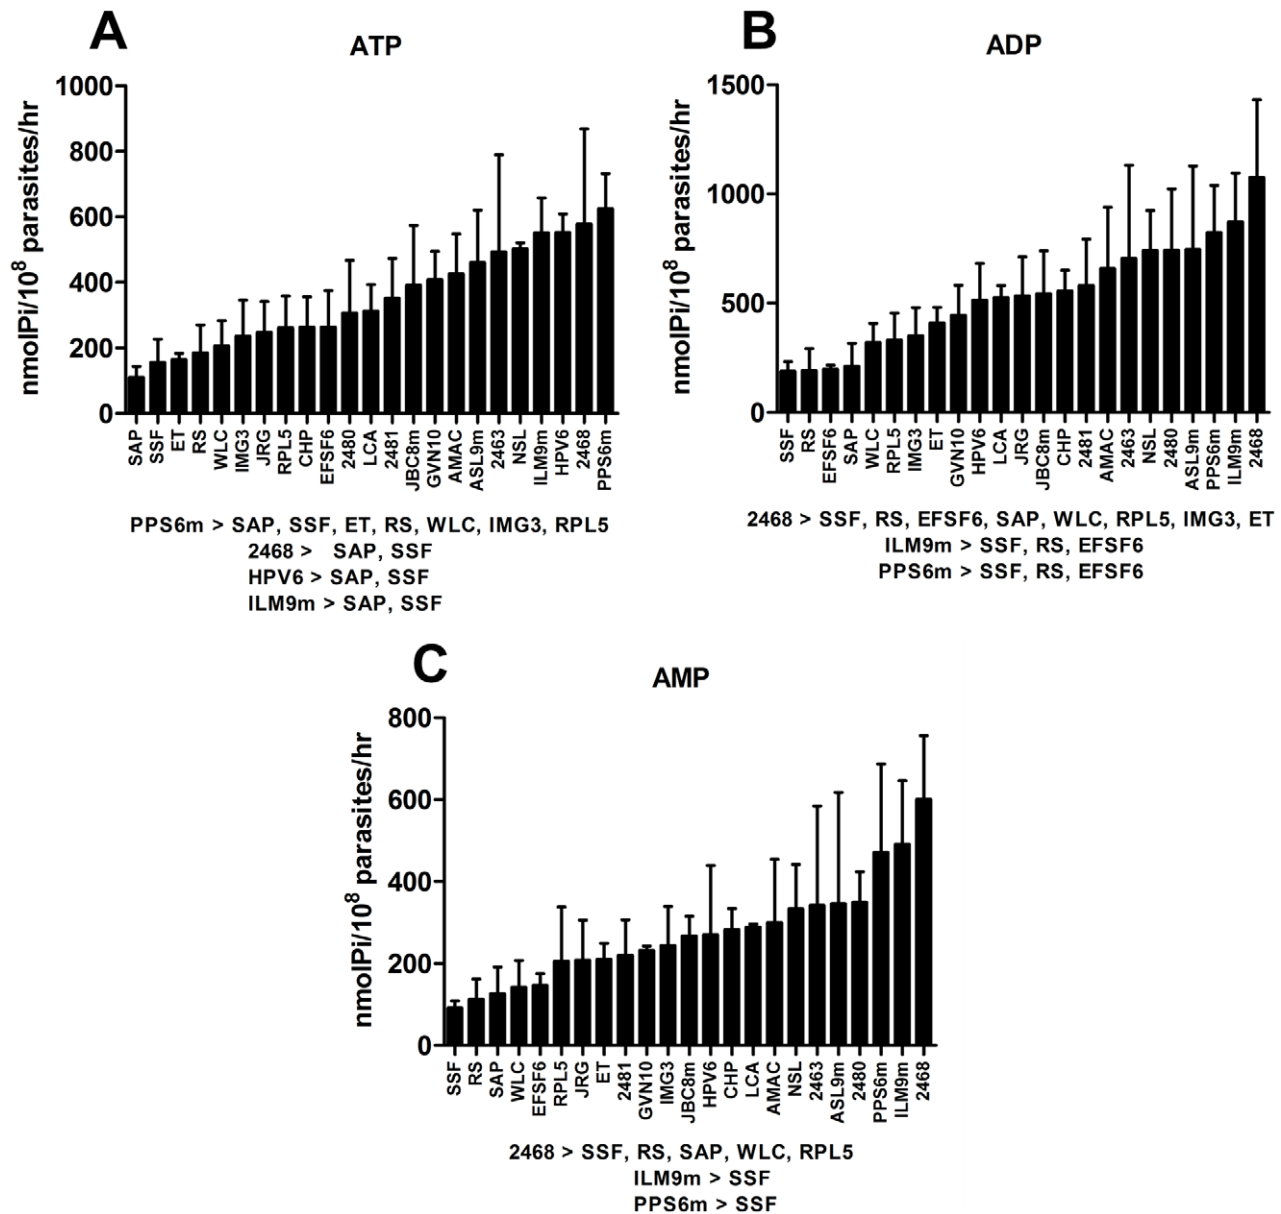 A
ATP
nmolPi/10⁸ parasites/hr
1000
800
600
400
200
0
SAP
SSF
ET
RS
WLC
IMG3
JRG
RPL5
CHP
EFSF6
2480
LCA
2481
JBC8m
GVN10
AMAC
ASL9m
2463
NSL
ILM9m
HPV6
2468
PPS6m
PPS6m > SAP, SSF, ET, RS, WLC, IMG3, RPL5
2468 > SAP, SSF
HPV6 > SAP, SSF
ILM9m > SAP, SSF
B
ADP
nmolPi/10⁸ parasites/hr
1500
1000
500
0
SSF
RS
EFSF6
SAP
WLC
RPL5
IMG3
ET
GVN10
HPV6
LCA
JRG
JBC8m
CHP
2481
AMAC
2463
NSL
2480
ASL9m
PPS6m
ILM9m
2468
2468 > SSF, RS, EFSF6, SAP, WLC, RPL5, IMG3, ET
ILM9m > SSF, RS, EFSF6
PPS6m > SSF, RS, EFSF6
C
AMP
nmolPi/10⁸ parasites/hr
800
600
400
200
0
SSF
RS
SAP
WLC
EFSF6
RPL5
JRG
ET
2481
GVN10
IMG3
JBC8m
HPV6
CHP
LCA
AMAC
NSL
2463
ASL9m
2480
PPS6m
ILM9m
2468
2468 > SSF, RS, SAP, WLC, RPL5
ILM9m > SSF
PPS6m > SSF